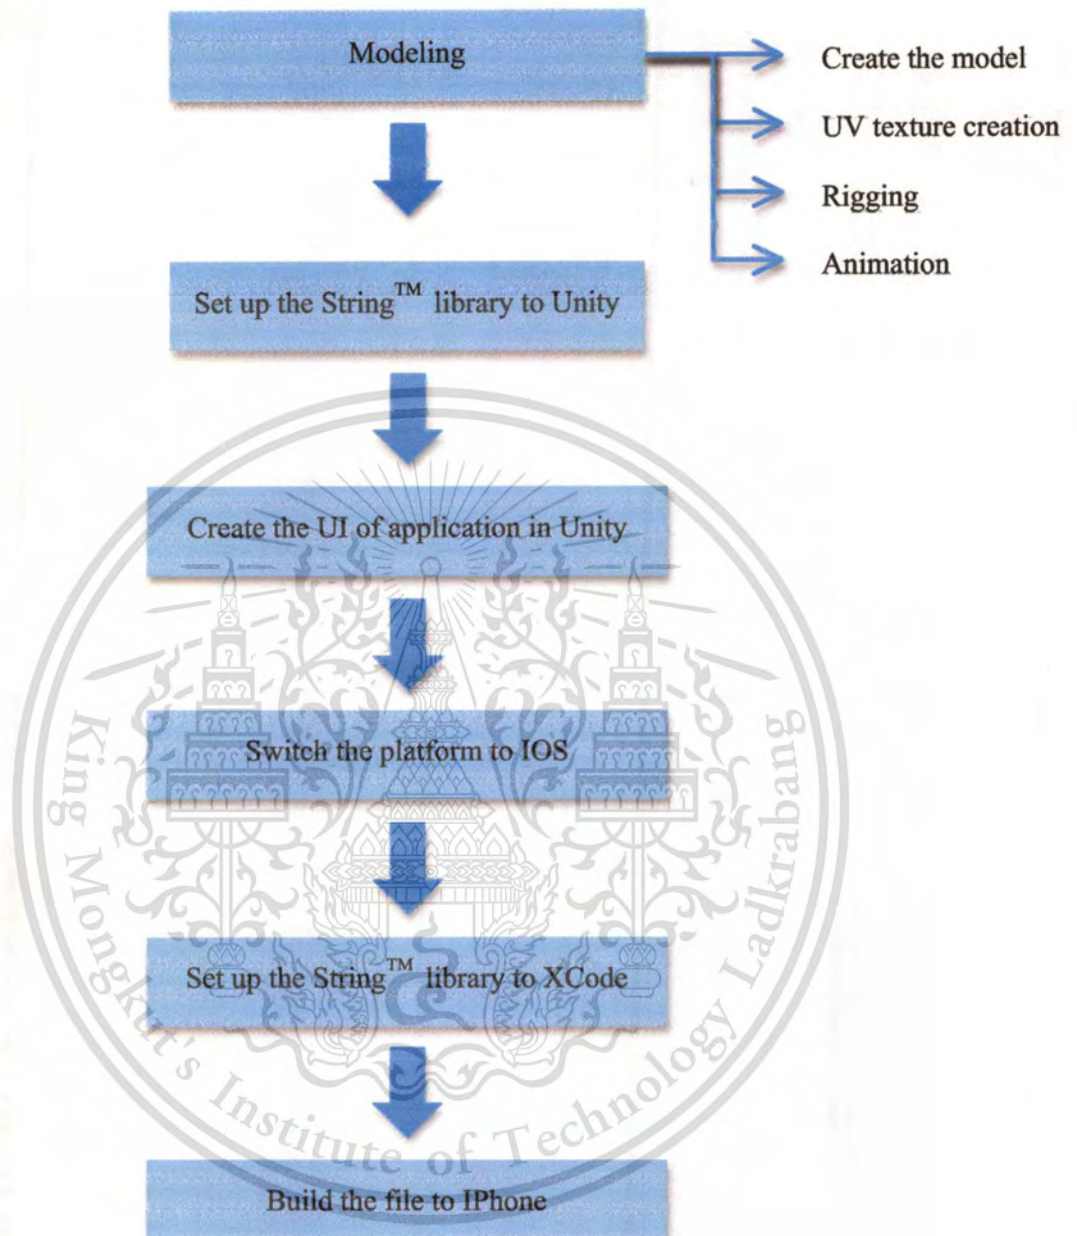 Modeling
Create the model
UV texture creation
Rigging
Animation
Set up the String™ library to Unity
Create the UI of application in Unity
Switch the platform to IOS
Set up the String™ library to XCode
Build the file to IPhone
King Mongkut's Institute of Technology Ladkrabang